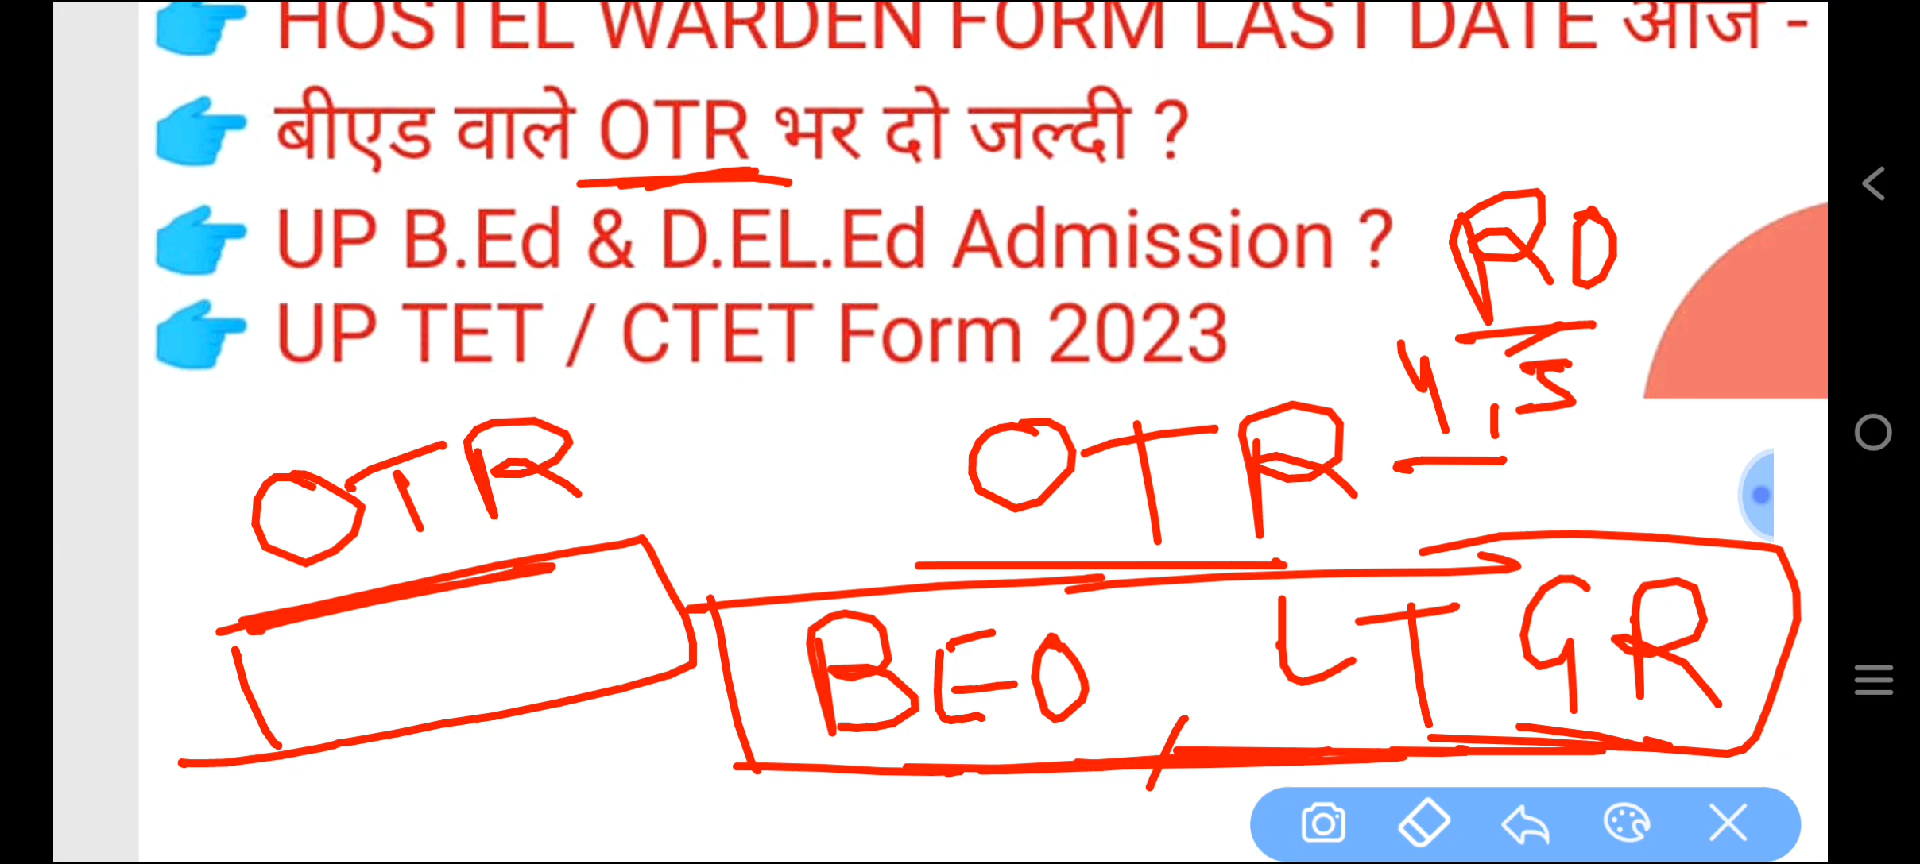 HOSTEL WARDEN FORM LAST DATE आज -
बीएड वाले OTR भर दो जल्दी ?
UP B.Ed & D.EL.Ed Admission ?
UP TET / CTET Form 2023
RO
OTR OTR
BEO, LT GR